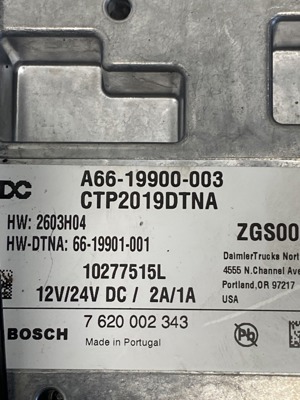 A66-19900-003
DC CTP2019DTNA
HW: 2603H04
HW-DTNA: 66-19901-001
ZGS00
10277515L
DaimlerTrucks Nort
4555 N.Channel Ave
Portland,OR 97217
USA
12V/24V DC / 2A/1A
BOSCH 7 620 002 343
Made in Portugal
Pb